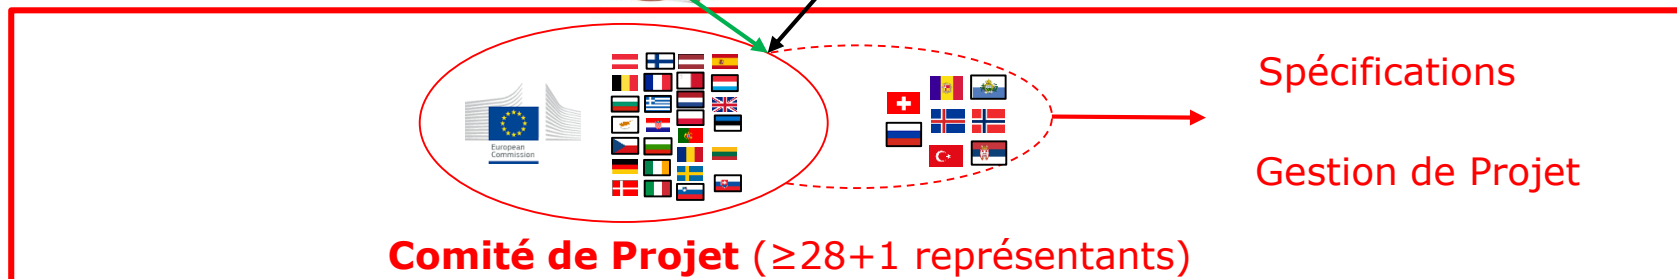 Spécifications
European
Commission
Gestion de Projet
Comité de Projet (≥28+1 représentants)